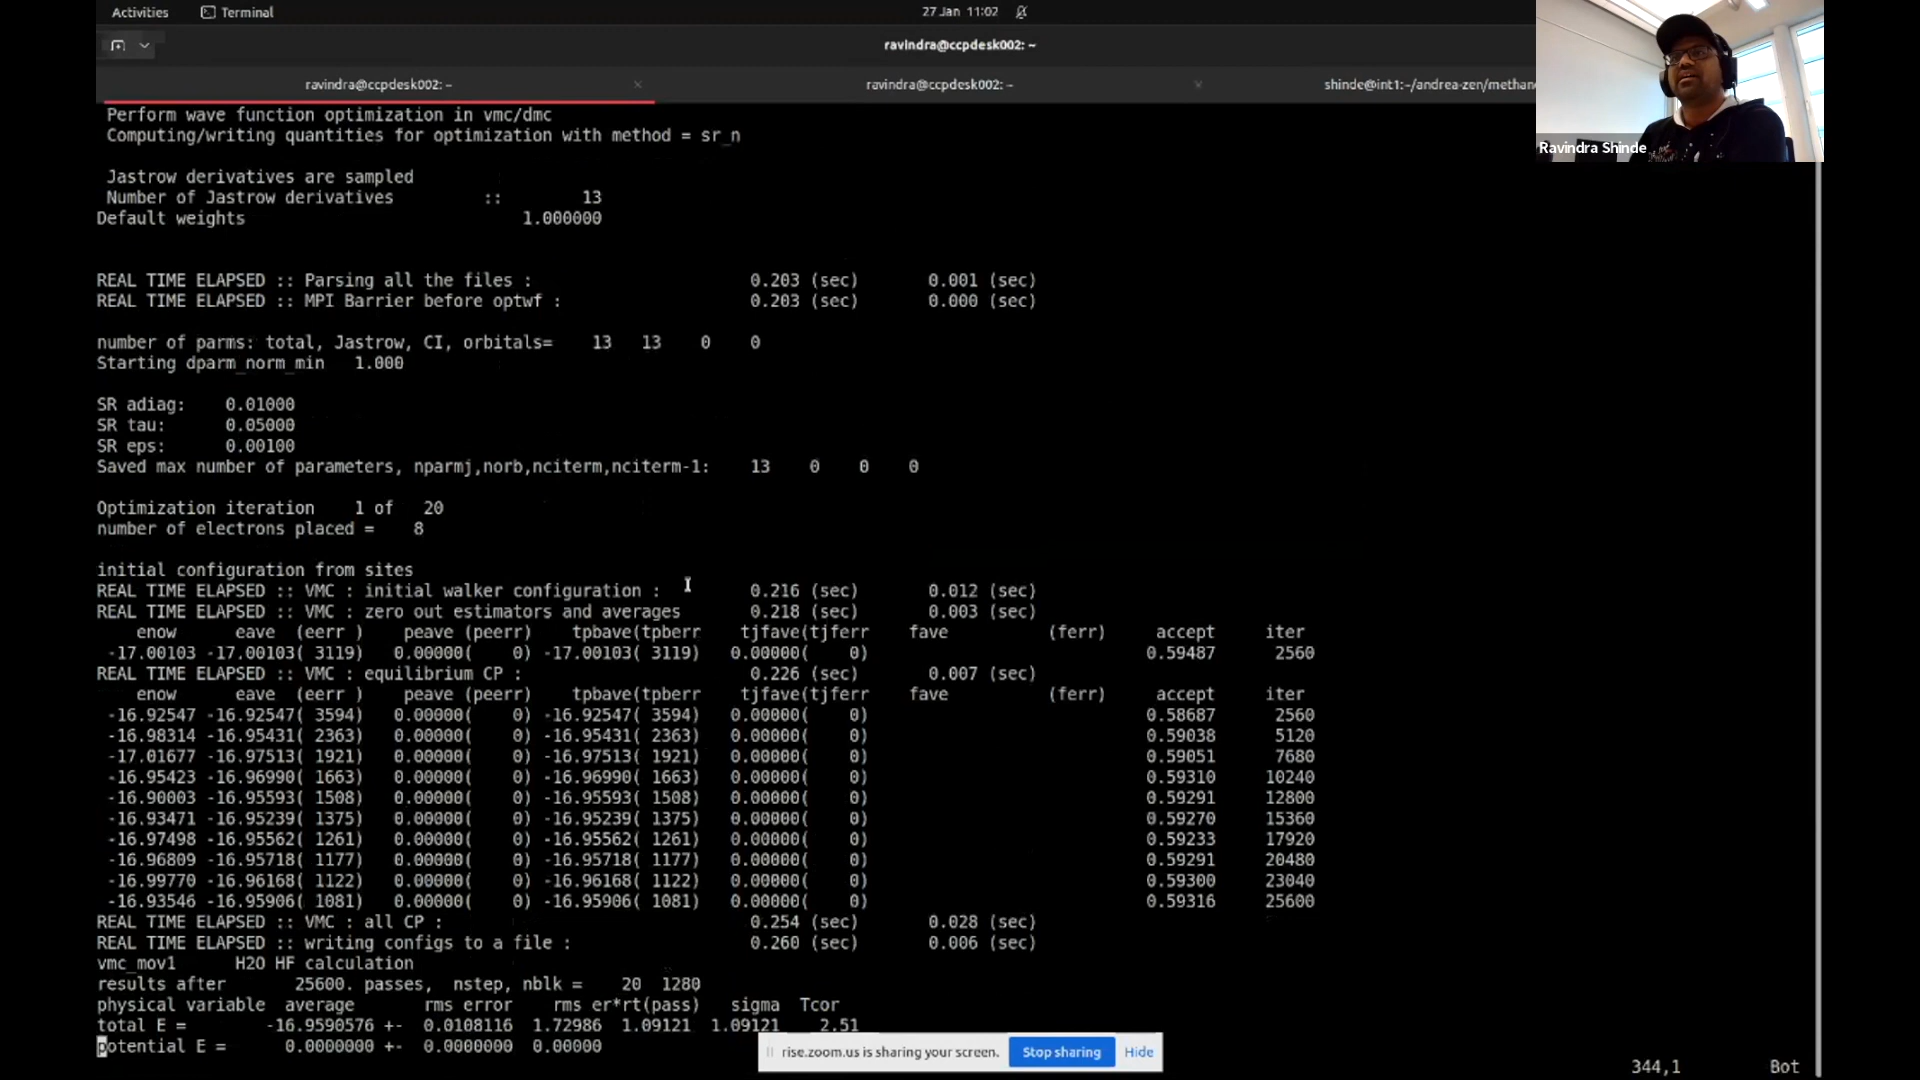 Activities Terminal 27 Jan 11:02
ravindra@ccpdesk002: ~
ravindra@ccpdesk002: ~ × ravindra@ccpdesk002: ~ shinde@int1:~/andrea-zen/methan
Ravindra Shinde
Perform wave function optimization in vmc/dmc
Computing/writing quantities for optimization with method = sr_n
Jastrow derivatives are sampled
Number of Jastrow derivatives :: 13
Default weights 1.000000
REAL TIME ELAPSED :: Parsing all the files : 0.203 (sec) 0.001 (sec)
REAL TIME ELAPSED :: MPI Barrier before optwf : 0.203 (sec) 0.000 (sec)
number of parms: total, Jastrow, CI, orbitals= 13 13 0 0
Starting dparm_norm_min 1.000
SR adiag: 0.01000
SR tau: 0.05000
SR eps: 0.00100
Saved max number of parameters, nparmj,norb,nciterm,nciterm-1: 13 0 0 0
Optimization iteration 1 of 20
number of electrons placed = 8
initial configuration from sites
REAL TIME ELAPSED :: VMC : initial walker configuration : 0.216 (sec) 0.012 (sec)
REAL TIME ELAPSED :: VMC : zero out estimators and averages 0.218 (sec) 0.003 (sec)
enow eave (eerr ) peave (peerr) tpbave(tpberr tjfave(tjferr fave (ferr) accept iter
-17.00103 -17.00103( 3119) 0.00000( 0) -17.00103( 3119) 0.00000( 0) 0.59487 2560
REAL TIME ELAPSED :: VMC : equilibrium CP : 0.226 (sec) 0.007 (sec)
enow eave (eerr ) peave (peerr) tpbave(tpberr tjfave(tjferr fave (ferr) accept iter
-16.92547 -16.92547( 3594) 0.00000( 0) -16.92547( 3594) 0.00000( 0) 0.58687 2560
-16.98314 -16.95431( 2363) 0.00000( 0) -16.95431( 2363) 0.00000( 0) 0.59038 5120
-17.01677 -16.97513( 1921) 0.00000( 0) -16.97513( 1921) 0.00000( 0) 0.59051 7680
-16.95423 -16.96990( 1663) 0.00000( 0) -16.96990( 1663) 0.00000( 0) 0.59310 10240
-16.90003 -16.95593( 1508) 0.00000( 0) -16.95593( 1508) 0.00000( 0) 0.59291 12800
-16.93471 -16.95239( 1375) 0.00000( 0) -16.95239( 1375) 0.00000( 0) 0.59270 15360
-16.97498 -16.95562( 1261) 0.00000( 0) -16.95562( 1261) 0.00000( 0) 0.59233 17920
-16.96809 -16.95718( 1177) 0.00000( 0) -16.95718( 1177) 0.00000( 0) 0.59291 20480
-16.99770 -16.96168( 1122) 0.00000( 0) -16.96168( 1122) 0.00000( 0) 0.59300 23040
-16.93546 -16.95906( 1081) 0.00000( 0) -16.95906( 1081) 0.00000( 0) 0.59316 25600
REAL TIME ELAPSED :: VMC : all CP : 0.254 (sec) 0.028 (sec)
REAL TIME ELAPSED :: writing configs to a file : 0.260 (sec) 0.006 (sec)
vmc_mov1 H2O HF calculation
results after 25600. passes, nstep, nblk = 20 1280
physical variable average rms error rms er*rt(pass) sigma Tcor
total E = -16.9590576 +- 0.0108116 1.72986 1.09121 1.09121 2.51
potential E = 0.0000000 +- 0.0000000 0.00000
rise.zoom.us is sharing your screen. Stop sharing Hide
344,1 Bot